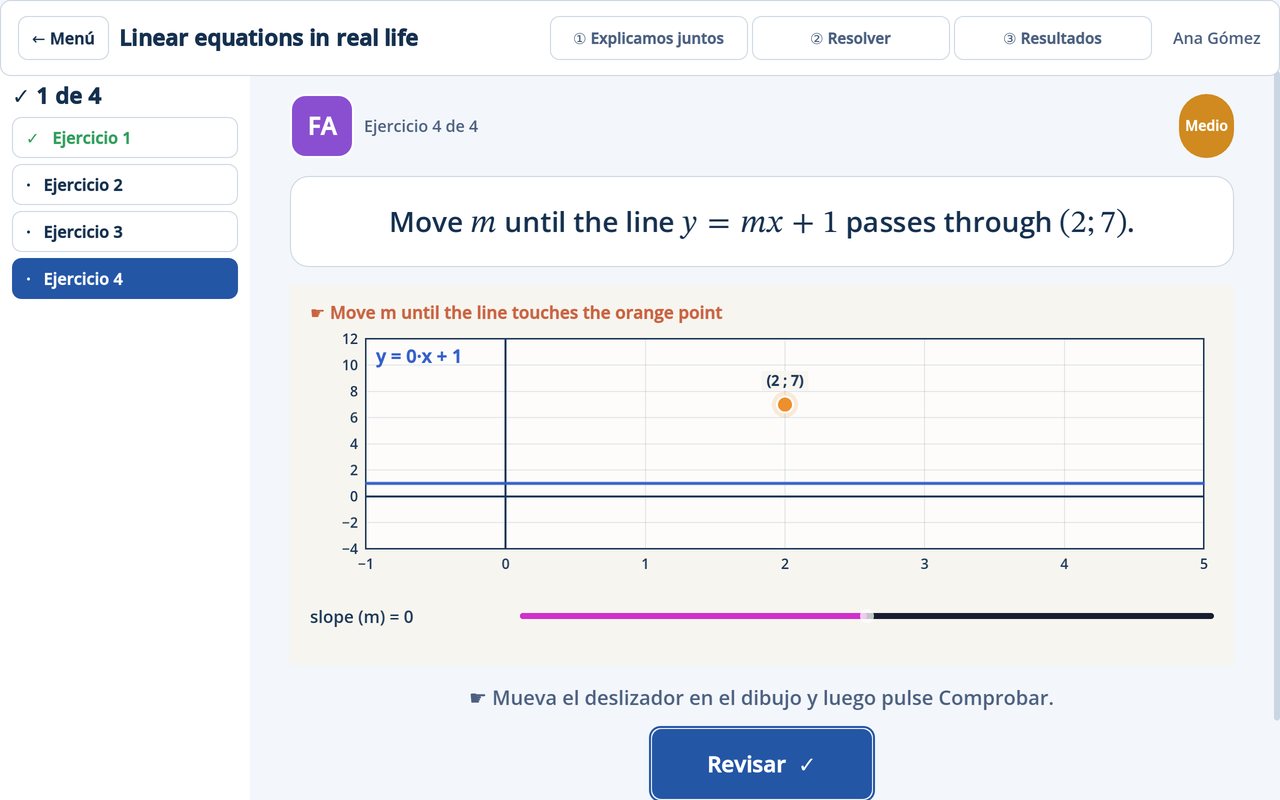 ← Menú
Linear equations in real life
① Explicamos juntos
② Resolver
③ Resultados
Ana Gómez
✓ 1 de 4
✓ Ejercicio 1
· Ejercicio 2
· Ejercicio 3
· Ejercicio 4
FA
Ejercicio 4 de 4
Medio
Move m until the line y = mx + 1 passes through (2; 7).
☛ Move m until the line touches the orange point
y = 0·x + 1
(2 ; 7)
12
10
8
6
4
2
0
−2
−4
−1 0 1 2 3 4 5
slope (m) = 0
☛ Mueva el deslizador en el dibujo y luego pulse Comprobar.
Revisar ✓